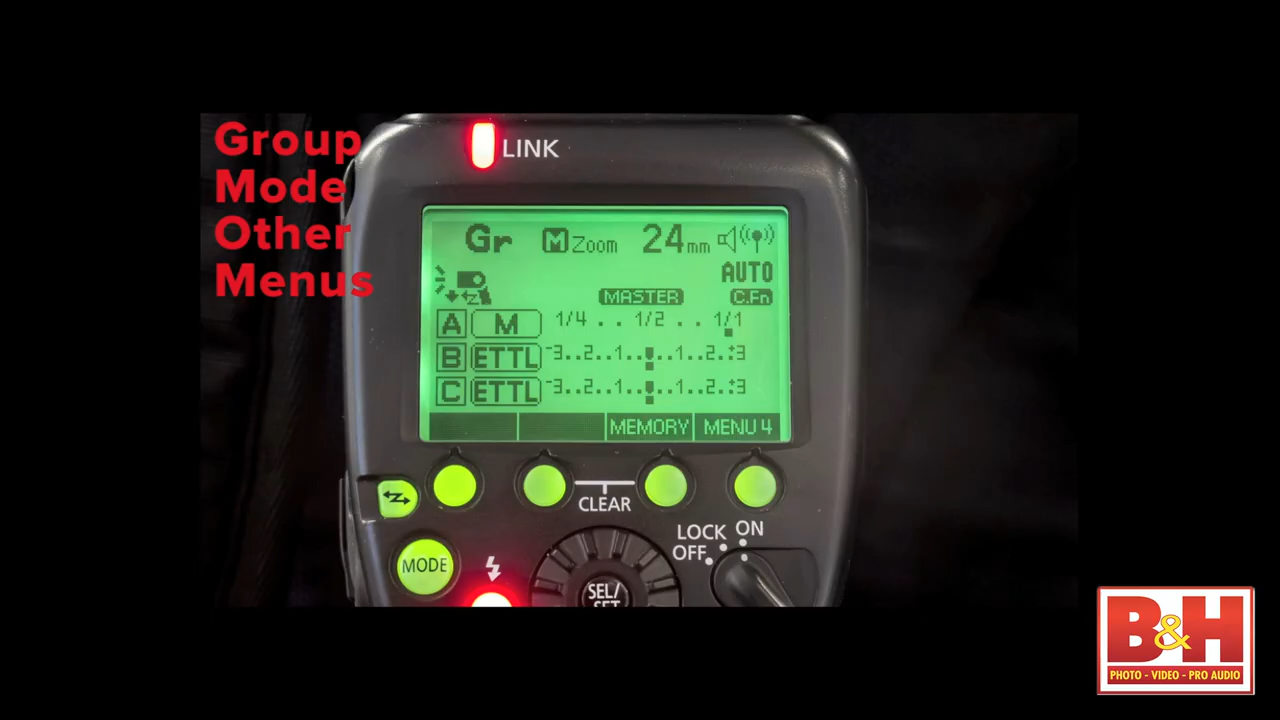 Group
Mode
Other
Menus
LINK
Gr M Zoom 24mm
AUTO
MASTER C.Fn
A M 1/4 . . 1/2 . . 1/1
B ETTL -3..2..1..▮..1..2..+3
C ETTL -3..2..1..▮..1..2..+3
MEMORY MENU 4
CLEAR
LOCK ON
OFF
MODE
SEL/
SET
B&H
PHOTO - VIDEO - PRO AUDIO